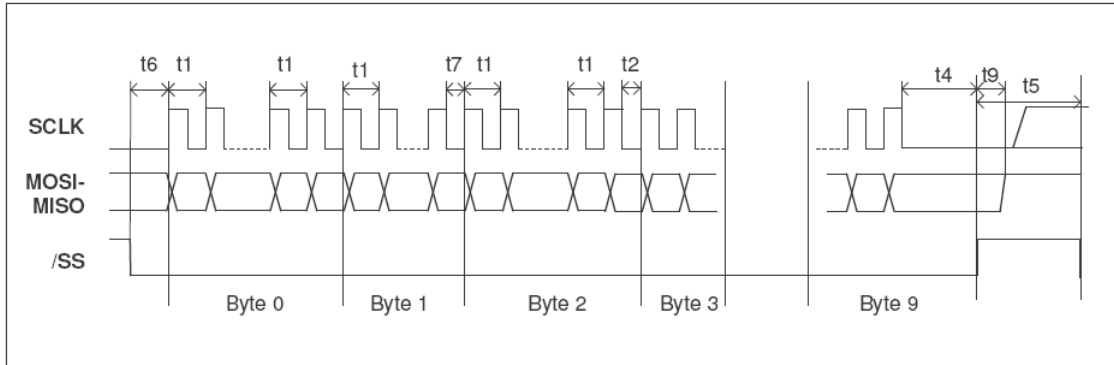 t6 t1 t1 t1 t7 t1 t1 t2 t4 t9 t5
SCLK
MOSI-
MISO
/SS
Byte 0 Byte 1 Byte 2 Byte 3 Byte 9